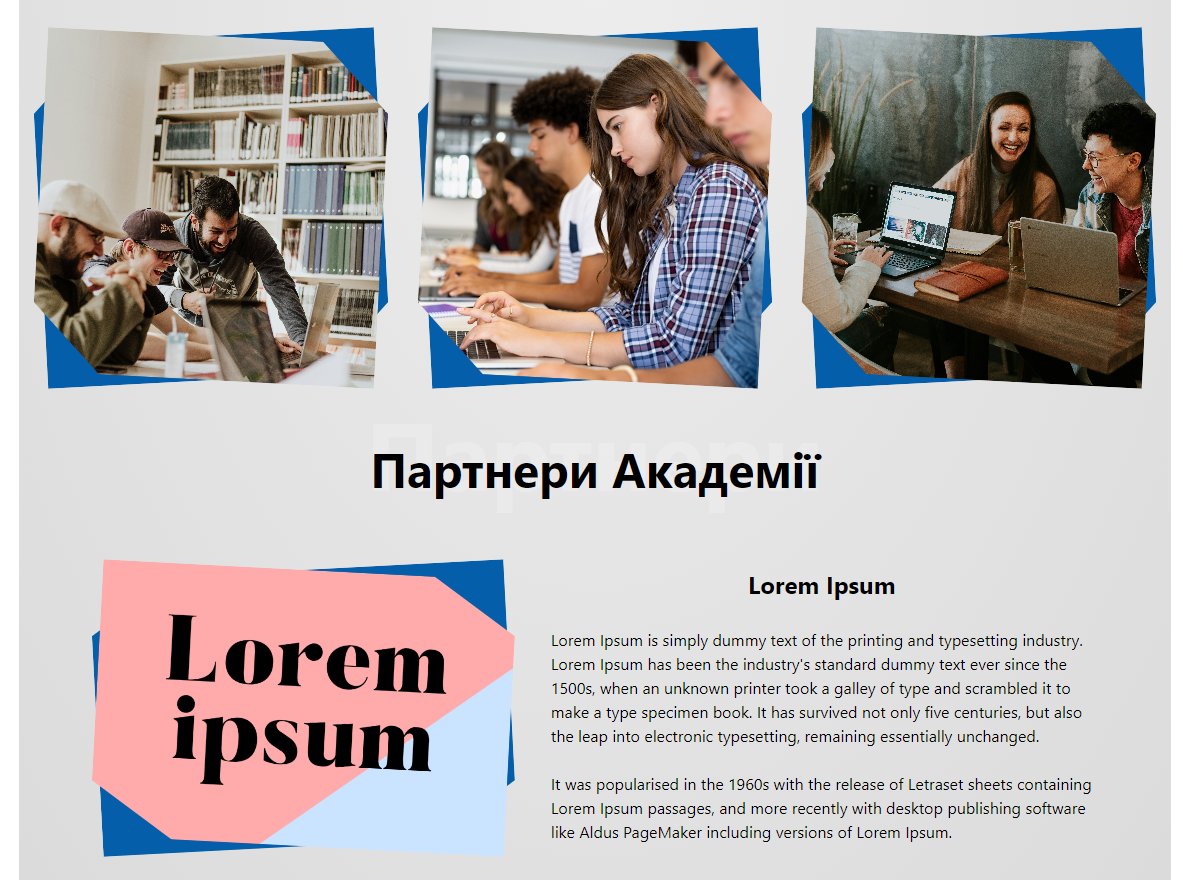 Партнери
Партнери Академії
Lorem
ipsum
Lorem Ipsum
Lorem Ipsum is simply dummy text of the printing and typesetting industry.
Lorem Ipsum has been the industry's standard dummy text ever since the
1500s, when an unknown printer took a galley of type and scrambled it to
make a type specimen book. It has survived not only five centuries, but also
the leap into electronic typesetting, remaining essentially unchanged.
It was popularised in the 1960s with the release of Letraset sheets containing
Lorem Ipsum passages, and more recently with desktop publishing software
like Aldus PageMaker including versions of Lorem Ipsum.